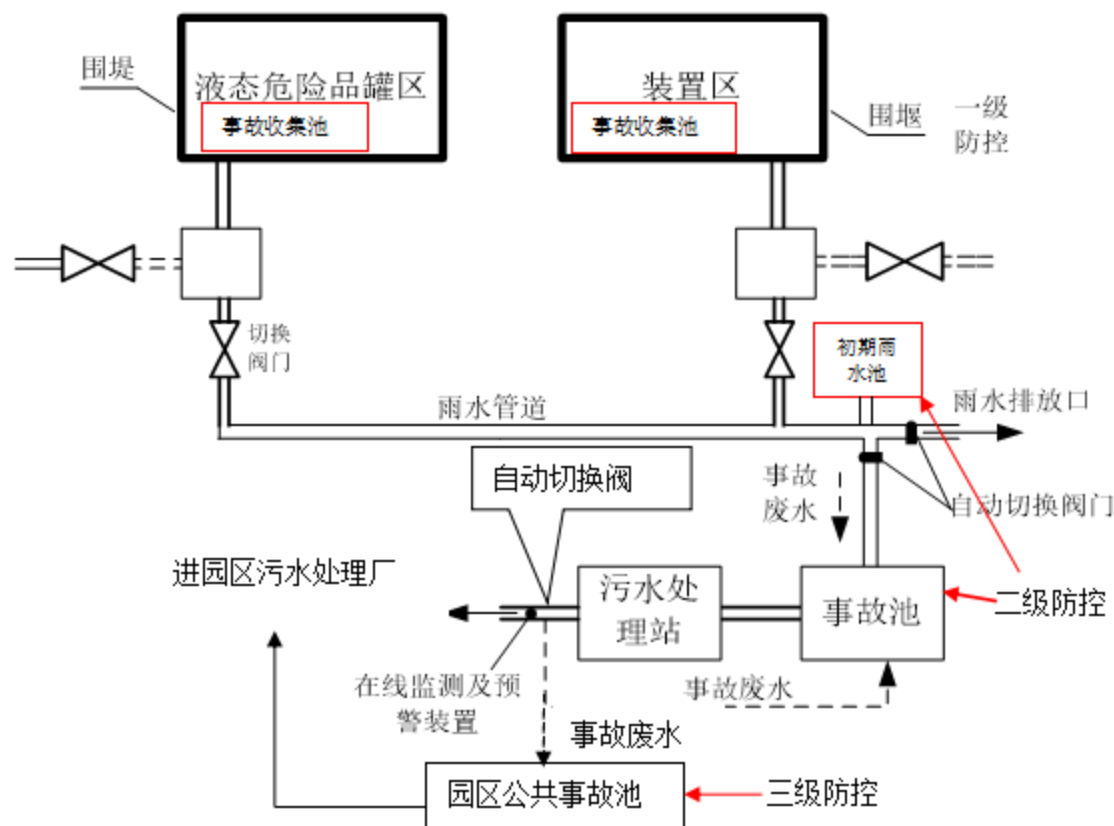 围堤
液态危险品罐区
事故收集池
装置区
事故收集池
围堰
一级
防控
切换
阀门
初期雨
水池
雨水管道
雨水排放口
自动切换阀
事故
废水
自动切换阀门
进园区污水处理厂
污水处
理站
事故池
二级防控
在线监测及预
警装置
事故废水
事故废水
园区公共事故池
三级防控